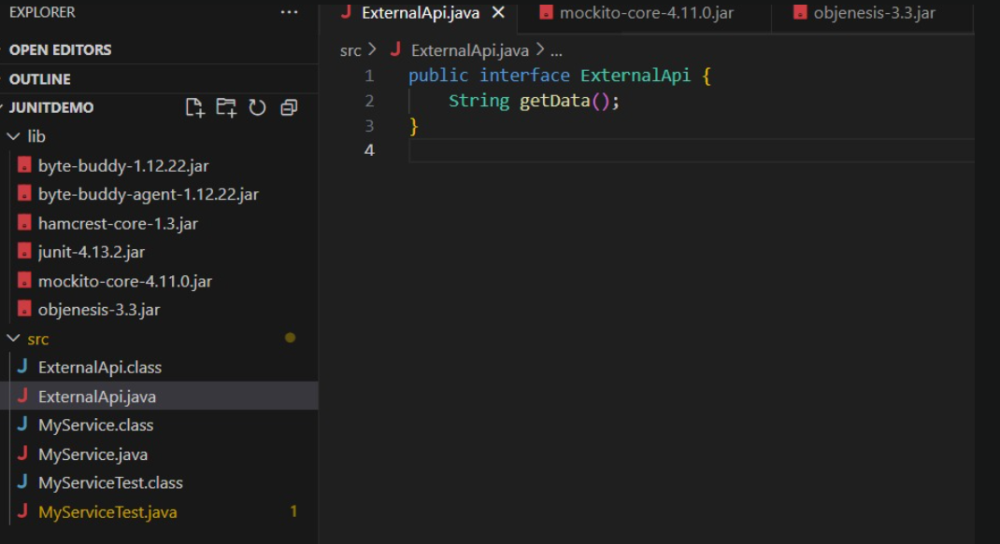 EXPLORER ...
OPEN EDITORS
OUTLINE
JUNITDEMO
lib
byte-buddy-1.12.22.jar
byte-buddy-agent-1.12.22.jar
hamcrest-core-1.3.jar
junit-4.13.2.jar
mockito-core-4.11.0.jar
objenesis-3.3.jar
src
J ExternalApi.class
J ExternalApi.java
J MyService.class
J MyService.java
J MyServiceTest.class
J MyServiceTest.java 1
J ExternalApi.java mockito-core-4.11.0.jar objenesis-3.3.jar
src > J ExternalApi.java > ...
1 public interface ExternalApi {
2 String getData();
3 }
4